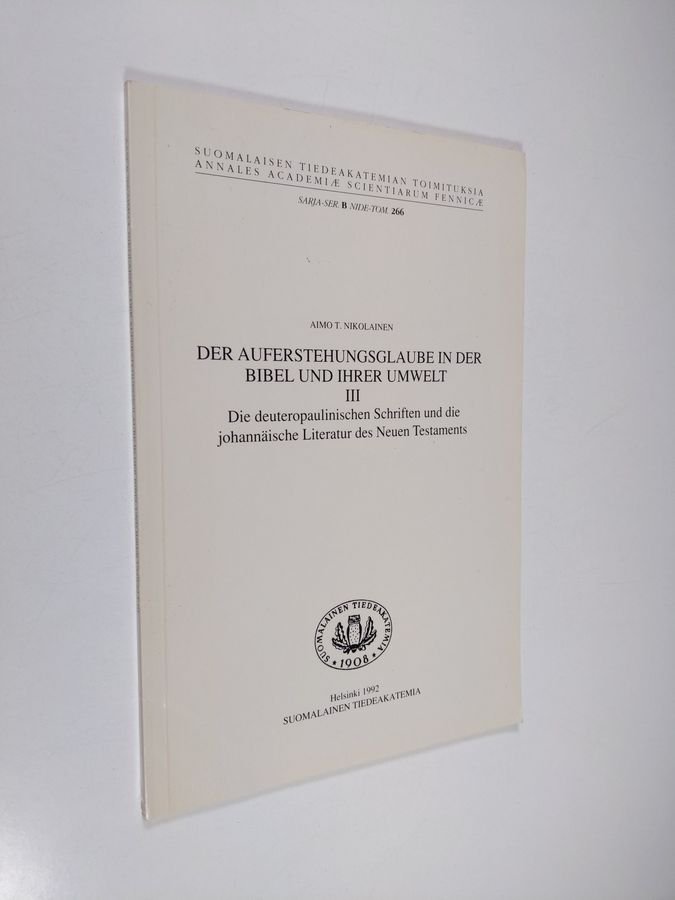 SUOMALAISEN TIEDEAKATEMIAN TOIMITUKSIA
ANNALES ACADEMIÆ SCIENTIARUM FENNICÆ
SARJA-SER. B NIDE-TOM. 266
AIMO T. NIKOLAINEN
DER AUFERSTEHUNGSGLAUBE IN DER
BIBEL UND IHRER UMWELT
III
Die deuteropaulinischen Schriften und die
johannäische Literatur des Neuen Testaments
SUOMALAINEN TIEDEAKATEMIA
• 1908 •
Helsinki 1992
SUOMALAINEN TIEDEAKATEMIA